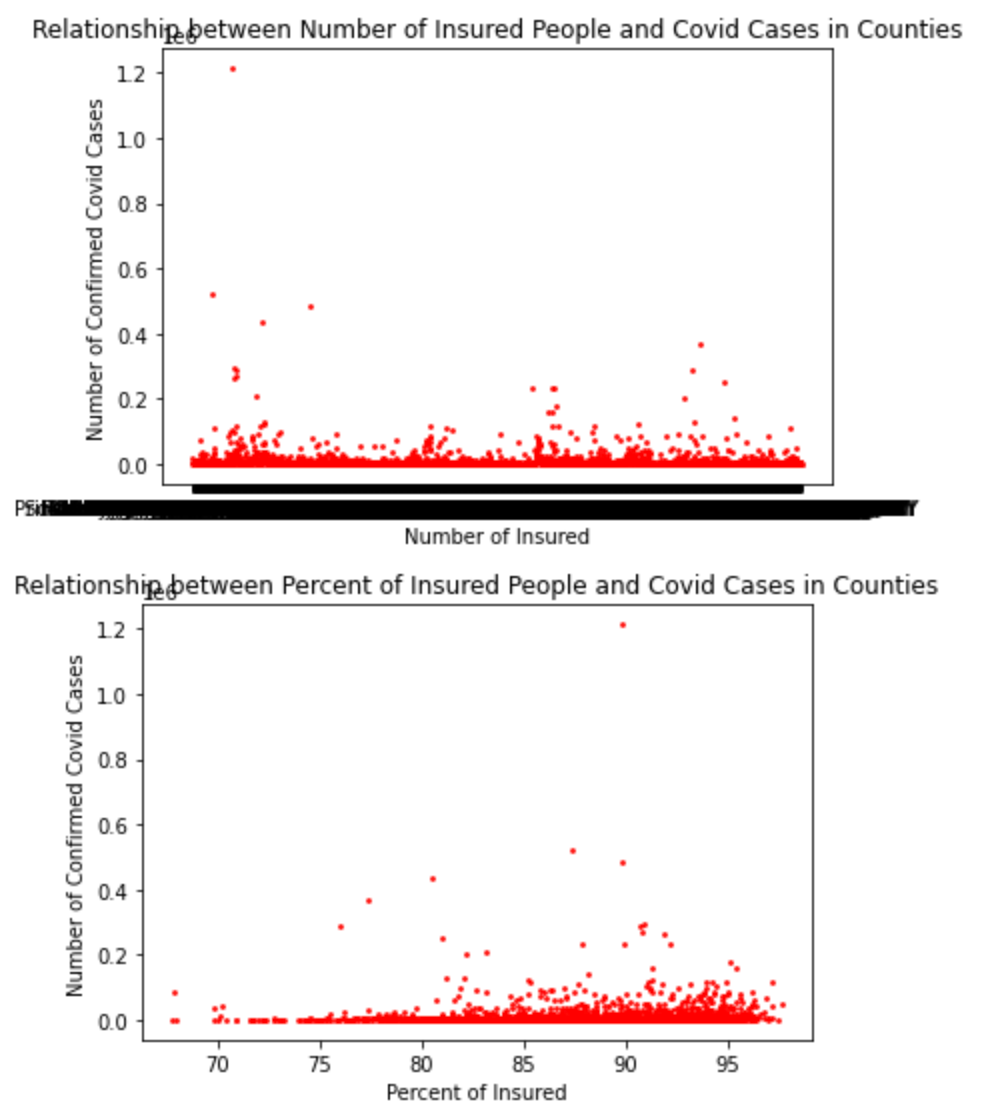 Relationship between Number of Insured People and Covid Cases in Counties
1e6
1.2
1.0
0.8
0.6
0.4
0.2
0.0
Number of Confirmed Covid Cases
Number of Insured
Relationship between Percent of Insured People and Covid Cases in Counties
1e6
1.2
1.0
0.8
0.6
0.4
0.2
0.0
Number of Confirmed Covid Cases
70 75 80 85 90 95
Percent of Insured